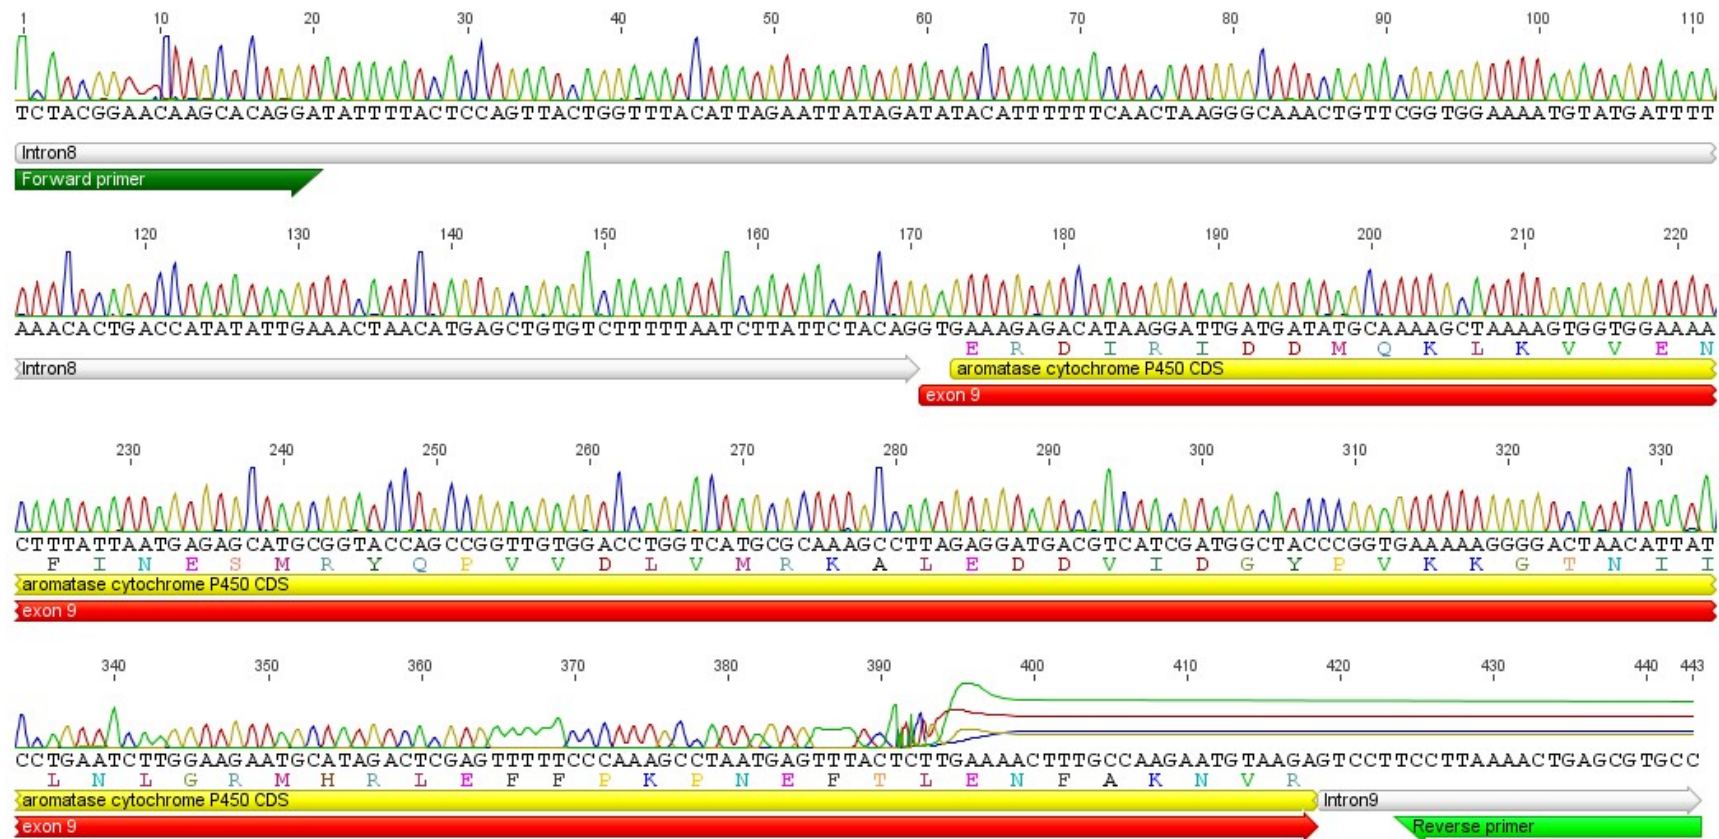 1 10 20 30 40 50 60 70 80 90 100 110
TCTACGGAACAAGCACAGGATATTTTACTCCAGTTACTGGTTTACATTAGAATTATAGATATACATTTTTTCAACTAAGGGCAAACTGTTCGGTGGAAAATGTATGATTTT
Intron8
Forward primer
120 130 140 150 160 170 180 190 200 210 220
AAACACTGACCATATATTGAAACTAACATGAGCTGTGTCTTTTTAATCTTATTCTACAGGTGAAAGAGACATAAGGATTGATGATATGCAAAAGCTAAAAGTGGTGGAAAA
E R D I R I D D M Q K L K V V E N
Intron8 aromatase cytochrome P450 CDS
exon 9
230 240 250 260 270 280 290 300 310 320 330
CTTTATTAATGAGAGCATGCGGTACCAGCCGGTTGTGGACCTGGTCATGCGCAAAGCCTTAGAGGATGACGTCATCGATGGCTACCCGGTGAAAAAGGGGACTAACATTAT
F I N E S M R Y Q P V V D L V M R K A L E D D V I D G Y P V K K G T N I I
aromatase cytochrome P450 CDS
exon 9
340 350 360 370 380 390 400 410 420 430 440 443
CCTGAATCTTGGAAGAATGCATAGACTCGAGTTTTTCCCAAAGCCTAATGAGTTTACTCTTGAAAACTTTGCCAAGAATGTAAGAGTCCTTCCTTAAAACTGAGCGTGCC
L N L G R M H R L E F F P K P N E F T L E N F A K N V R
aromatase cytochrome P450 CDS Intron9
exon 9 Reverse primer